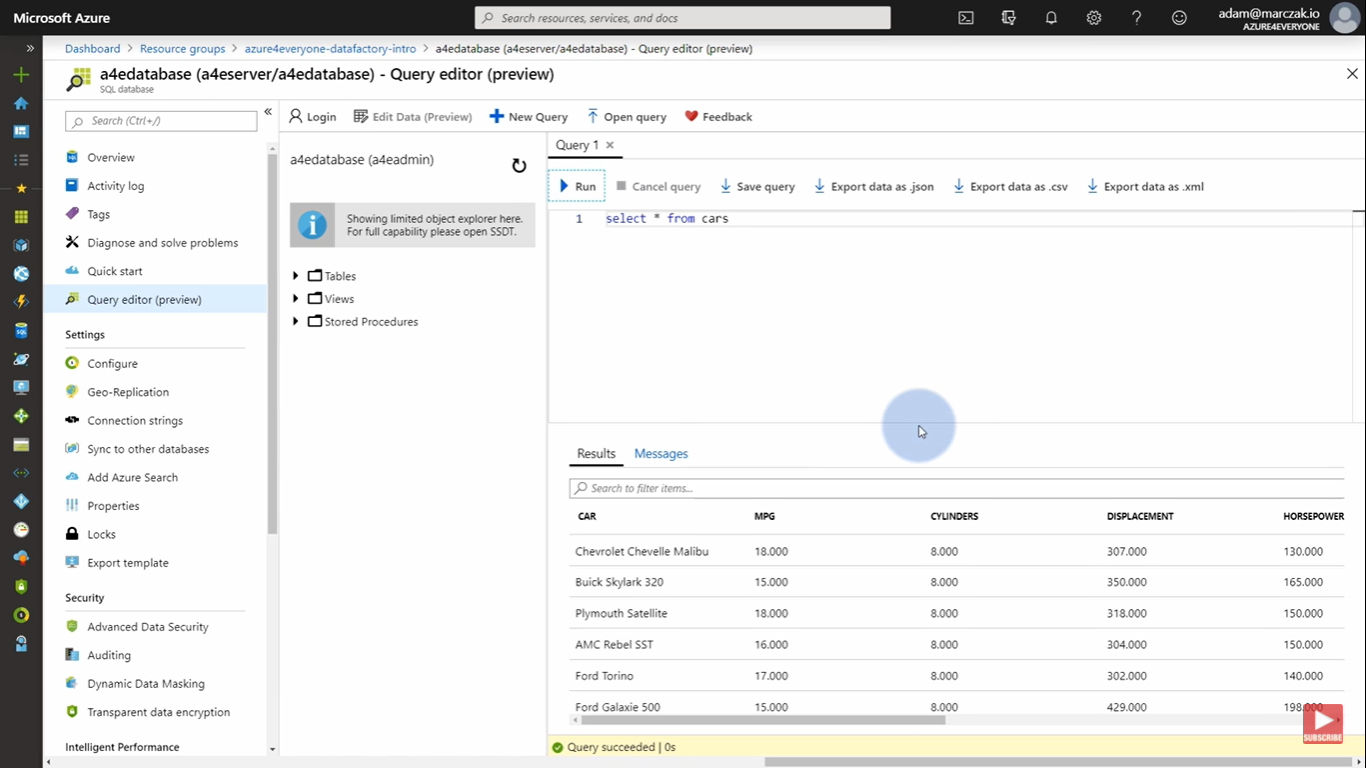 Microsoft Azure
Search resources, services, and docs
adam@marczak.io
AZURE4EVERYONE
Dashboard > Resource groups > azure4everyone-datafactory-intro > a4edatabase (a4eserver/a4edatabase) - Query editor (preview)
a4edatabase (a4eserver/a4edatabase) - Query editor (preview)
SQL database
Search (Ctrl+/)
Overview
Activity log
Tags
Diagnose and solve problems
Quick start
Query editor (preview)
Settings
Configure
Geo-Replication
Connection strings
Sync to other databases
Add Azure Search
Properties
Locks
Export template
Security
Advanced Data Security
Auditing
Dynamic Data Masking
Transparent data encryption
Intelligent Performance
Login Edit Data (Preview) New Query Open query Feedback
a4edatabase (a4eadmin)
Showing limited object explorer here.
For full capability please open SSDT.
Tables
Views
Stored Procedures
Query 1
Run Cancel query Save query Export data as .json Export data as .csv Export data as .xml
1 select * from cars
Results Messages
Search to filter items...
CAR MPG CYLINDERS DISPLACEMENT HORSEPOWER
Chevrolet Chevelle Malibu 18.000 8.000 307.000 130.000
Buick Skylark 320 15.000 8.000 350.000 165.000
Plymouth Satellite 18.000 8.000 318.000 150.000
AMC Rebel SST 16.000 8.000 304.000 150.000
Ford Torino 17.000 8.000 302.000 140.000
Ford Galaxie 500 15.000 8.000 429.000 198.000
SUBSCRIBE
Query succeeded | 0s